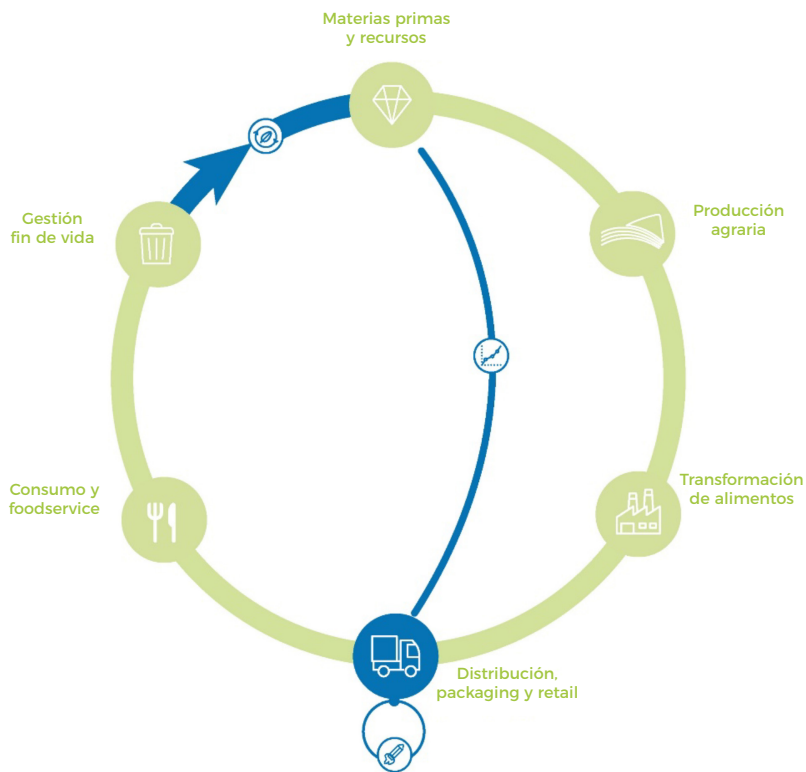 Materias primas
y recursos
Producción
agraria
Transformación
de alimentos
Distribución,
packaging y retail
Consumo y
foodservice
Gestión
fin de vida